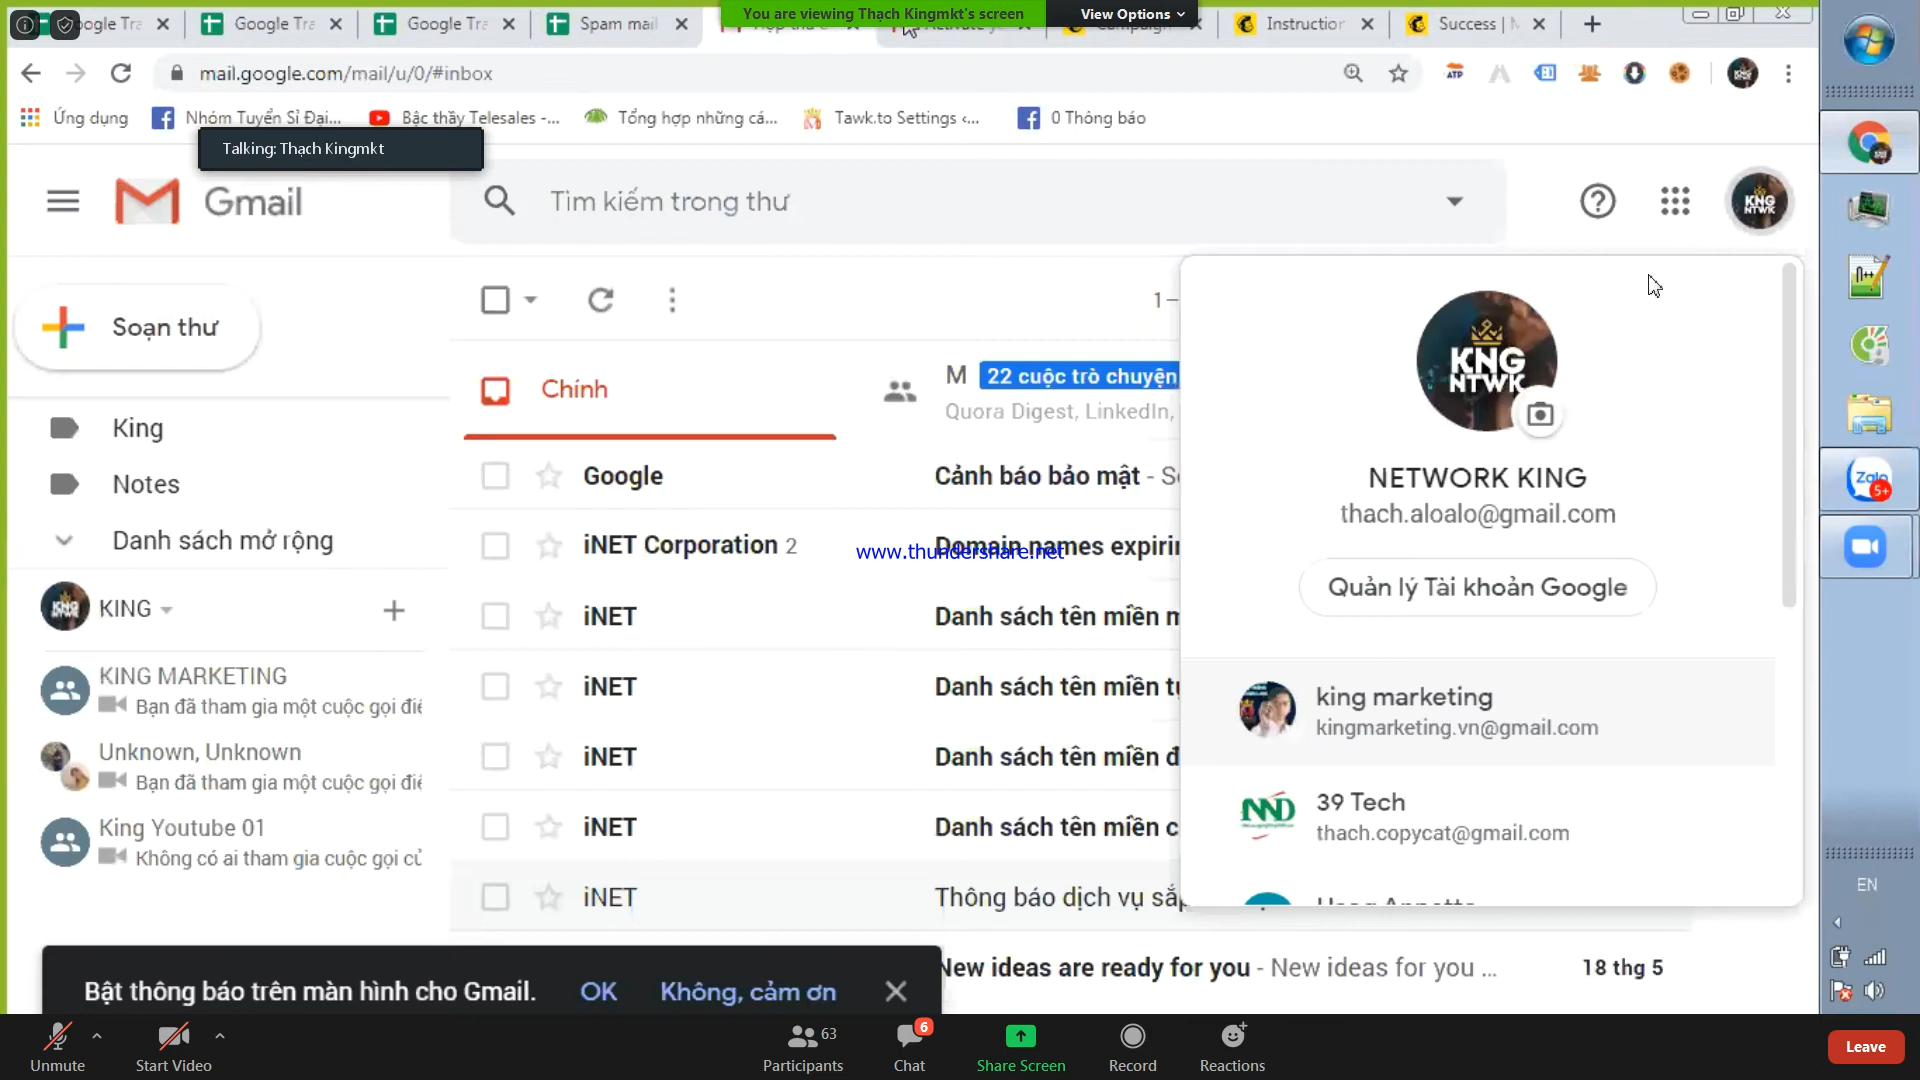 You are viewing Thạch Kingmkt's screen
View Options
Google Tra
Google Tra
Spam mail
Instruction
Success | M
mail.google.com/mail/u/0/#inbox
Ứng dụng
Nhóm Tuyển Sỉ Đại...
Bậc thầy Telesales -...
Tổng hợp những cá...
Tawk.to Settings <...
0 Thông báo
Talking: Thạch Kingmkt
Gmail
Tìm kiếm trong thư
KNG
NTWK
Soạn thư
1–
Chính
M 22 cuộc trò chuyện
Quora Digest, LinkedIn,
KNG
NTWK
King
Notes
Danh sách mở rộng
Google
Cảnh báo bảo mật -
NETWORK KING
thach.aloalo@gmail.com
iNET Corporation 2
Domain names expirin
www.thundershare.net
Quản lý Tài khoản Google
KING
iNET
Danh sách tên miền
KING MARKETING
Bạn đã tham gia một cuộc gọi điệ
iNET
Danh sách tên miền
king marketing
kingmarketing.vn@gmail.com
Unknown, Unknown
Bạn đã tham gia một cuộc gọi điệ
iNET
Danh sách tên miền
39 Tech
thach.copycat@gmail.com
King Youtube 01
Không có ai tham gia cuộc gọi củ
iNET
Danh sách tên miền
iNET
Thông báo dịch vụ sắp
New ideas are ready for you - New ideas for you ...
18 thg 5
Bật thông báo trên màn hình cho Gmail.
OK
Không, cảm ơn
ATP
Zalo
5+
EN
Unmute
Start Video
Participants
63
Chat
6
Share Screen
Record
Reactions
Leave